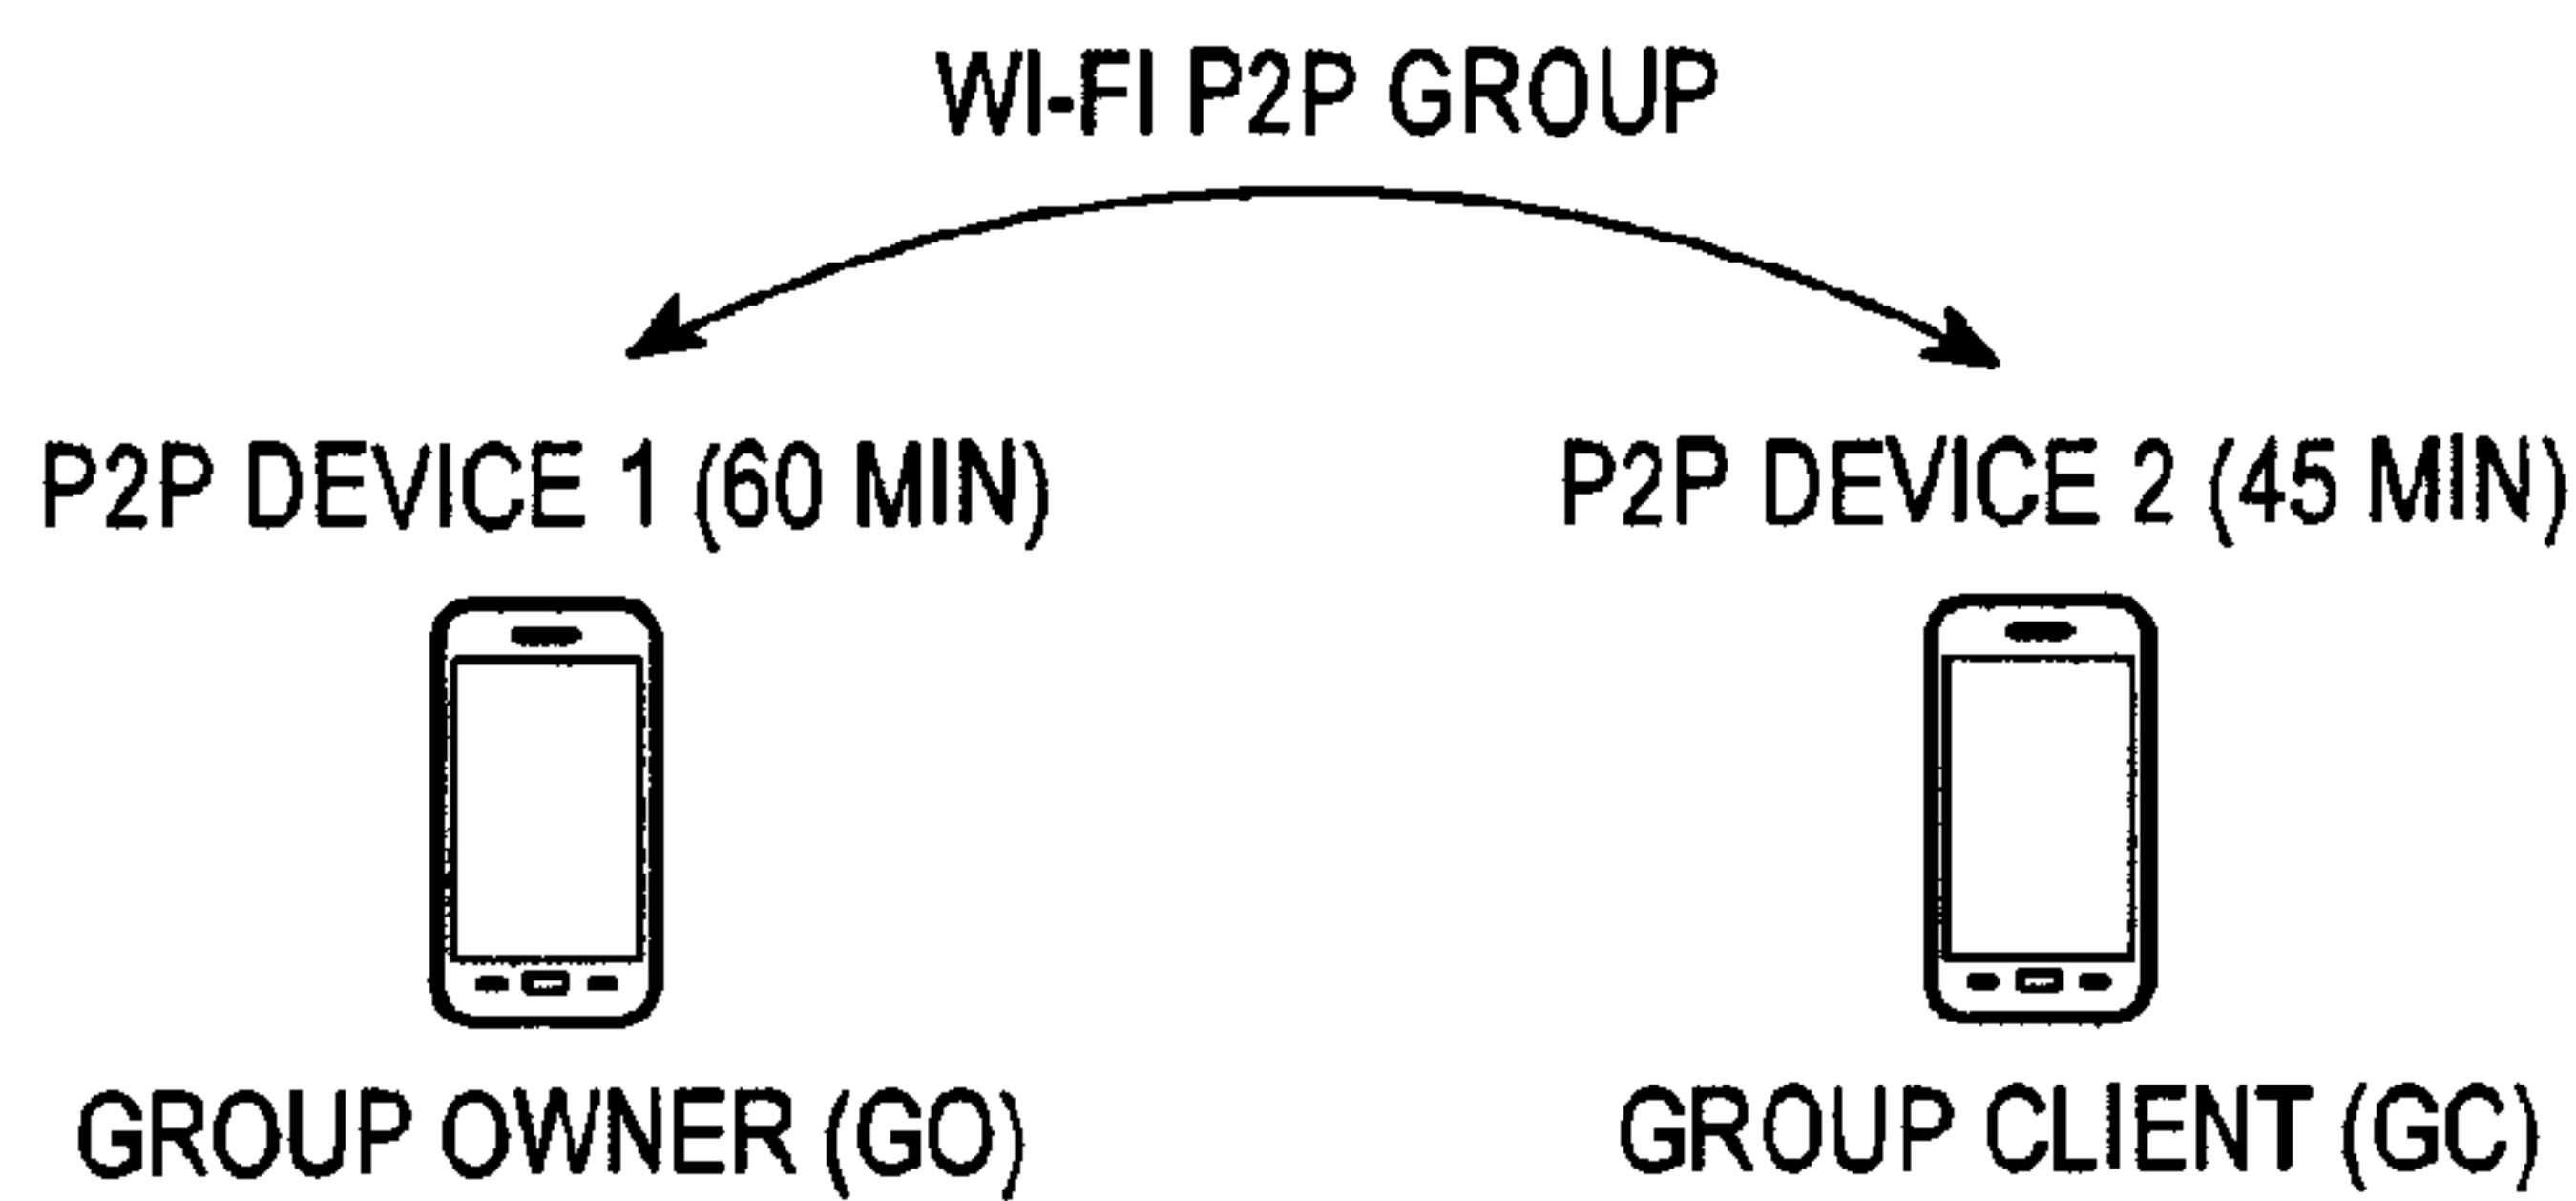 WI-FI P2P GROUP
P2P DEVICE 1 (60 MIN)
P2P DEVICE 2 (45 MIN)
GROUP OWNER (GO)
GROUP CLIENT (GC)